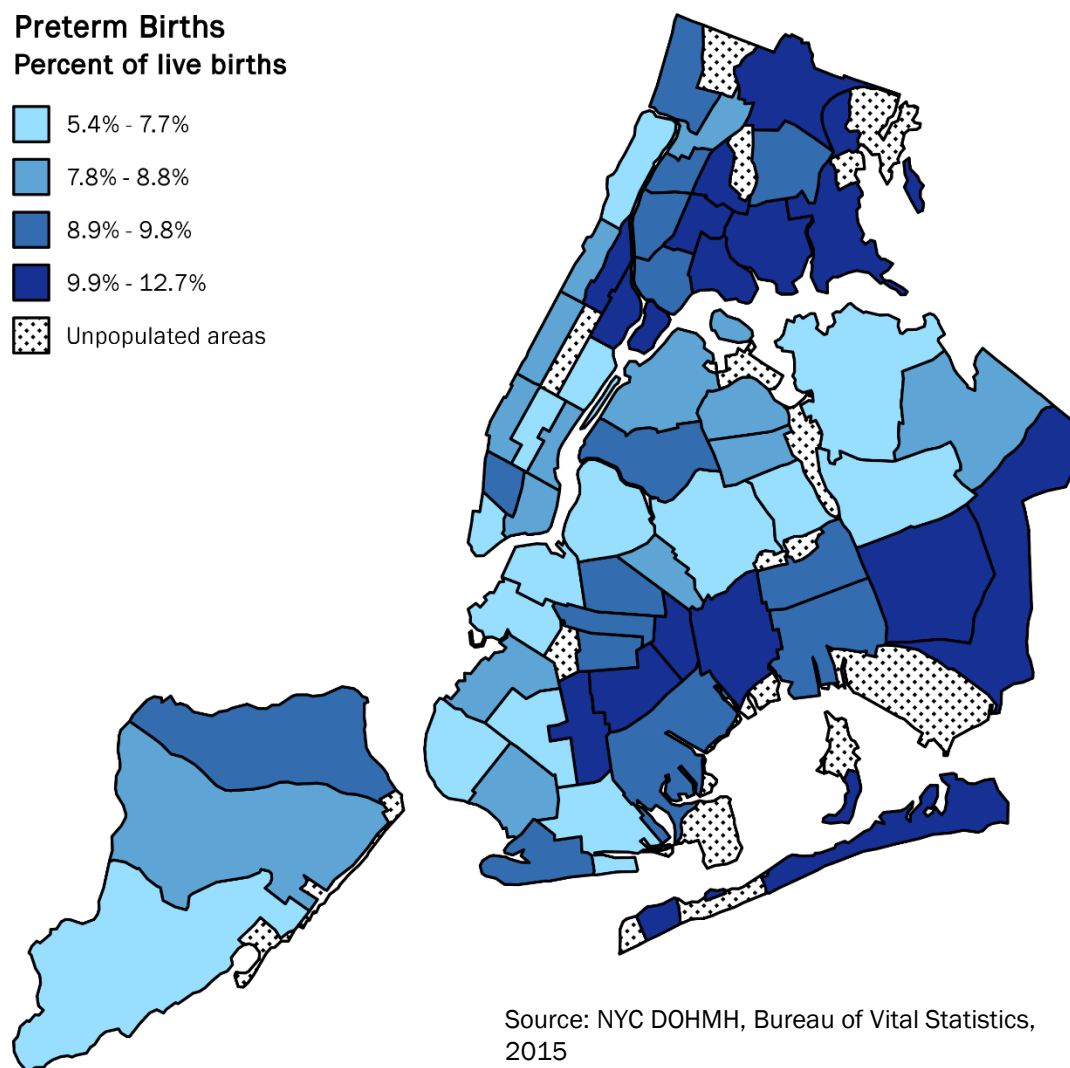 Preterm Births
Percent of live births
5.4% - 7.7%
7.8% - 8.8%
8.9% - 9.8%
9.9% - 12.7%
Unpopulated areas
Source: NYC DOHMH, Bureau of Vital Statistics,
2015